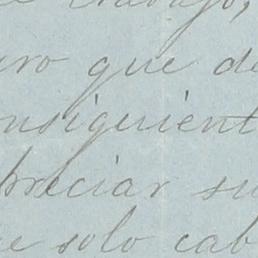 trabajo,
ro que de
nsiguient
preciar su
e solo cab